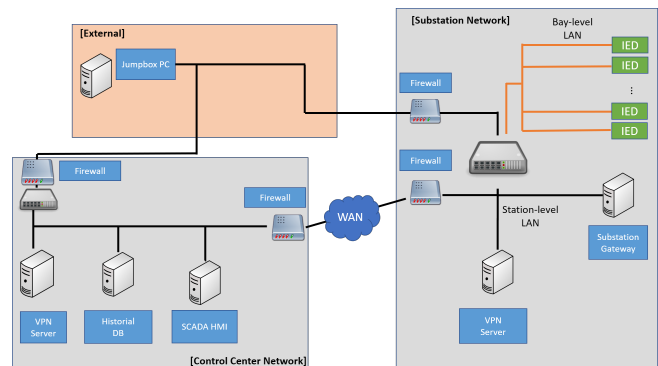 [External]
Jumpbox PC
[Substation Network]
Bay-level
LAN
IED
IED
⋮
IED
IED
Firewall
Firewall
Firewall
Firewall
WAN
Station-level
LAN
Substation
Gateway
VPN
Server
VPN
Server
Historial
DB
SCADA HMI
[Control Center Network]